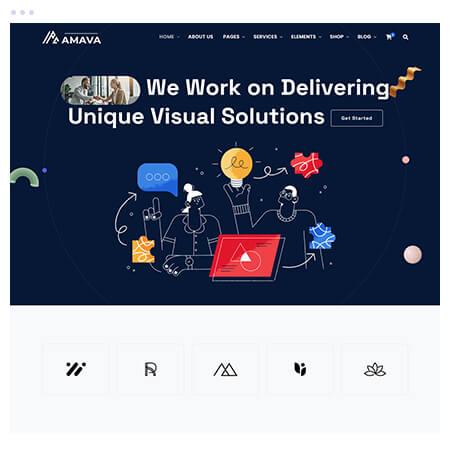 AMAVA
HOME ABOUT US PAGES SERVICES ELEMENTS SHOP BLOG
We Work on Delivering
Unique Visual Solutions
Get Started